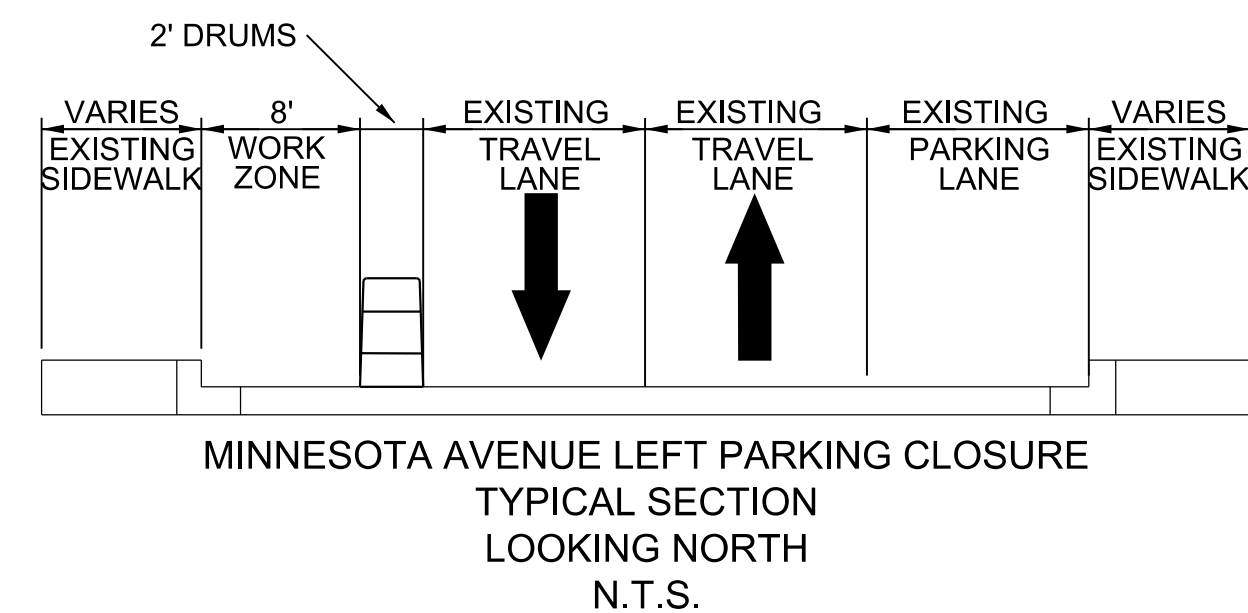 2' DRUMS
VARIES
EXISTING
SIDEWALK
8'
WORK
ZONE
EXISTING
TRAVEL
LANE
EXISTING
TRAVEL
LANE
EXISTING
PARKING
LANE
VARIES
EXISTING
SIDEWALK
MINNESOTA AVENUE LEFT PARKING CLOSURE
TYPICAL SECTION
LOOKING NORTH
N.T.S.